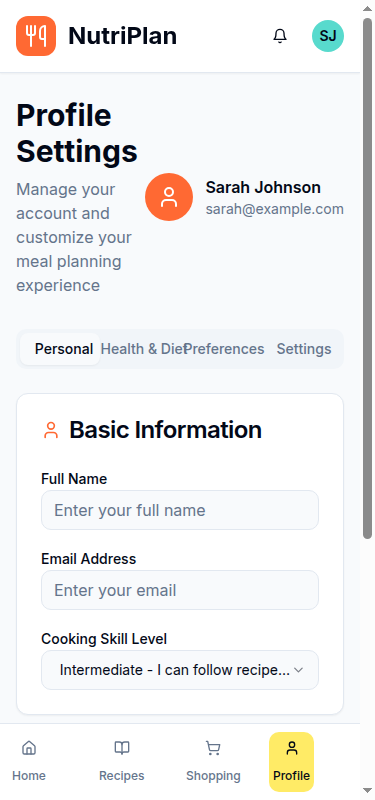 NutriPlan
SJ
Profile
Settings
Manage your
account and
customize your
meal planning
experience
Sarah Johnson
sarah@example.com
Personal
Health & Diet
Preferences
Settings
Basic Information
Full Name
Enter your full name
Email Address
Enter your email
Cooking Skill Level
Intermediate - I can follow recipe...
Home
Recipes
Shopping
Profile